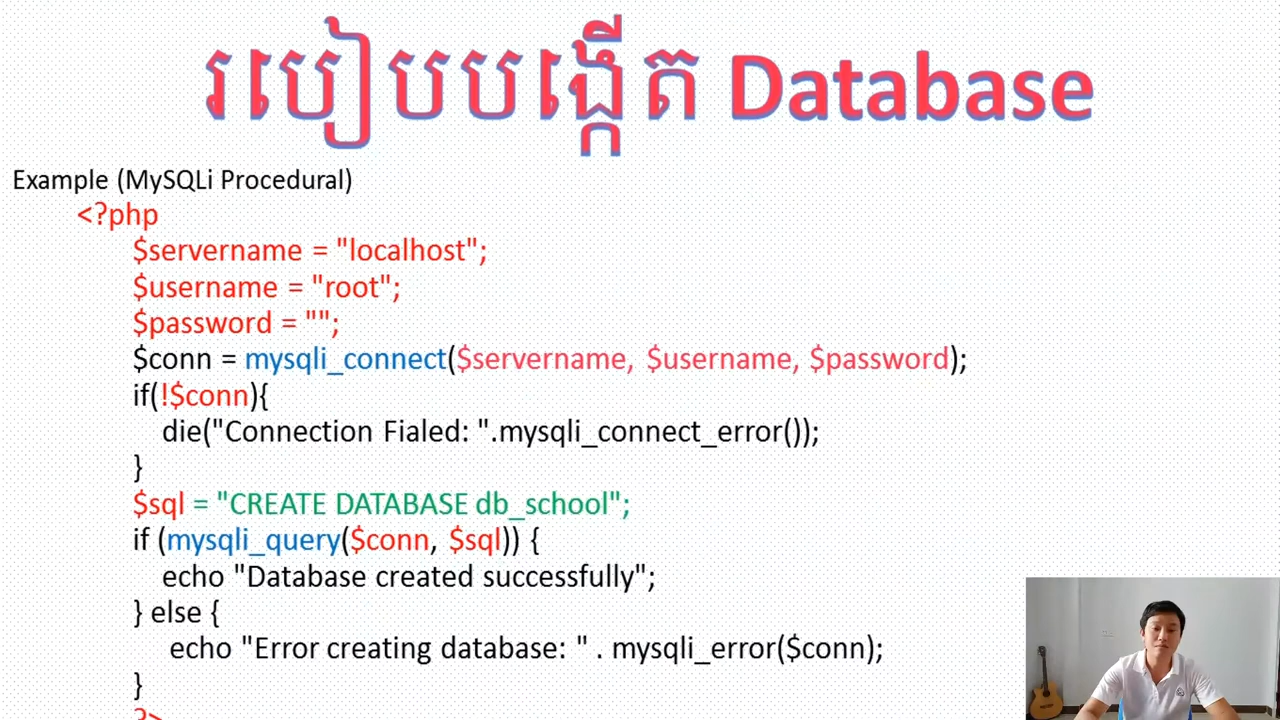 របៀបបង្កើត Database
Example (MySQLi Procedural)
<?php
$servername = "localhost";
$username = "root";
$password = "";
$conn = mysqli_connect($servername, $username, $password);
if(!$conn){
die("Connection Fialed: ".mysqli_connect_error());
}
$sql = "CREATE DATABASE db_school";
if (mysqli_query($conn, $sql)) {
echo "Database created successfully";
} else {
echo "Error creating database: " . mysqli_error($conn);
}
?>